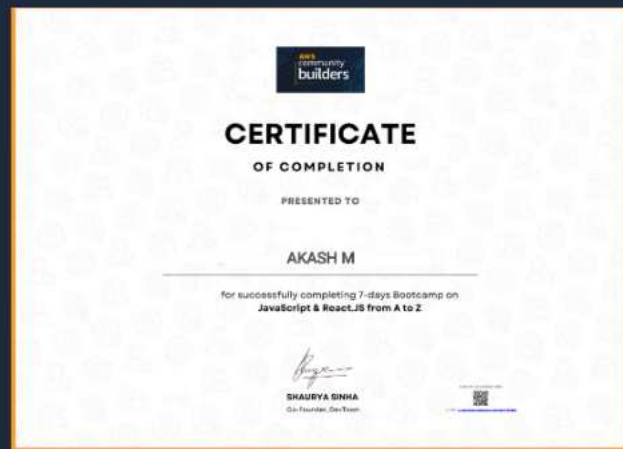 aws
community
builders
CERTIFICATE
OF COMPLETION
PRESENTED TO
AKASH M
for successfully completing 7-days Bootcamp on
JavaScript & React.JS from A to Z
SHAURYA SINHA
Co-Founder, DevTown